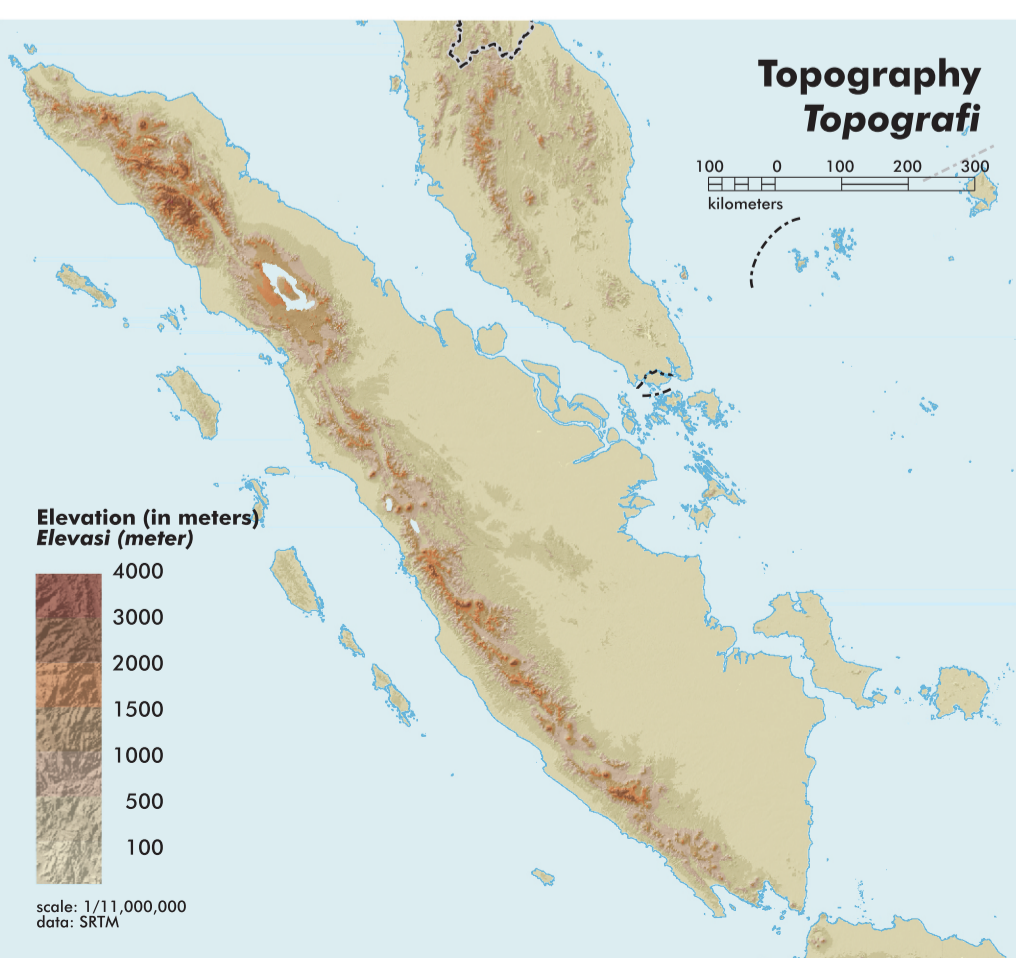 Topography
Topografi
100 0 100 200 300
kilometers
Elevation (in meters)
Elevasi (meter)
4000
3000
2000
1500
1000
500
100
scale: 1/11,000,000
data: SRTM